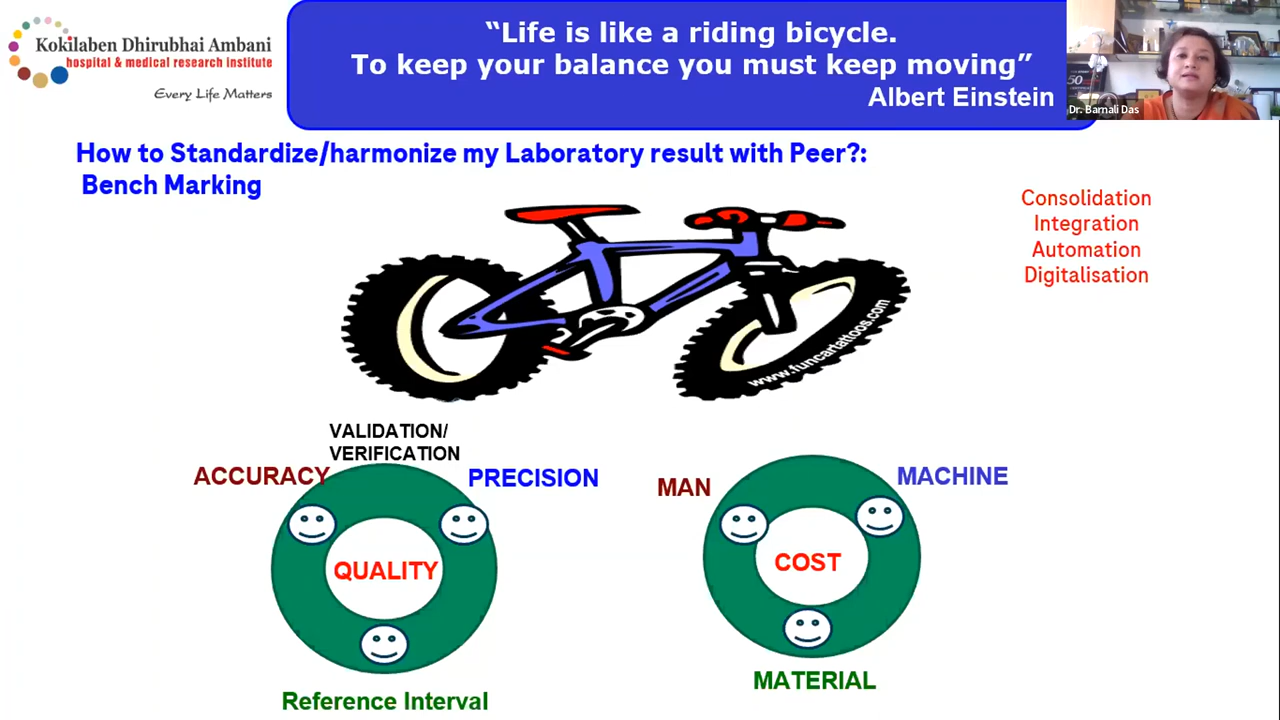 Kokilaben Dhirubhai Ambani
hospital & medical research institute
Every Life Matters
“Life is like a riding bicycle.
To keep your balance you must keep moving”
Albert Einstein
Dr. Barnali Das
How to Standardize/harmonize my Laboratory result with Peer?:
Bench Marking
Consolidation
Integration
Automation
Digitalisation
www.funcartattoos.com
VALIDATION/
VERIFICATION
ACCURACY
PRECISION
QUALITY
Reference Interval
MAN
MACHINE
COST
MATERIAL